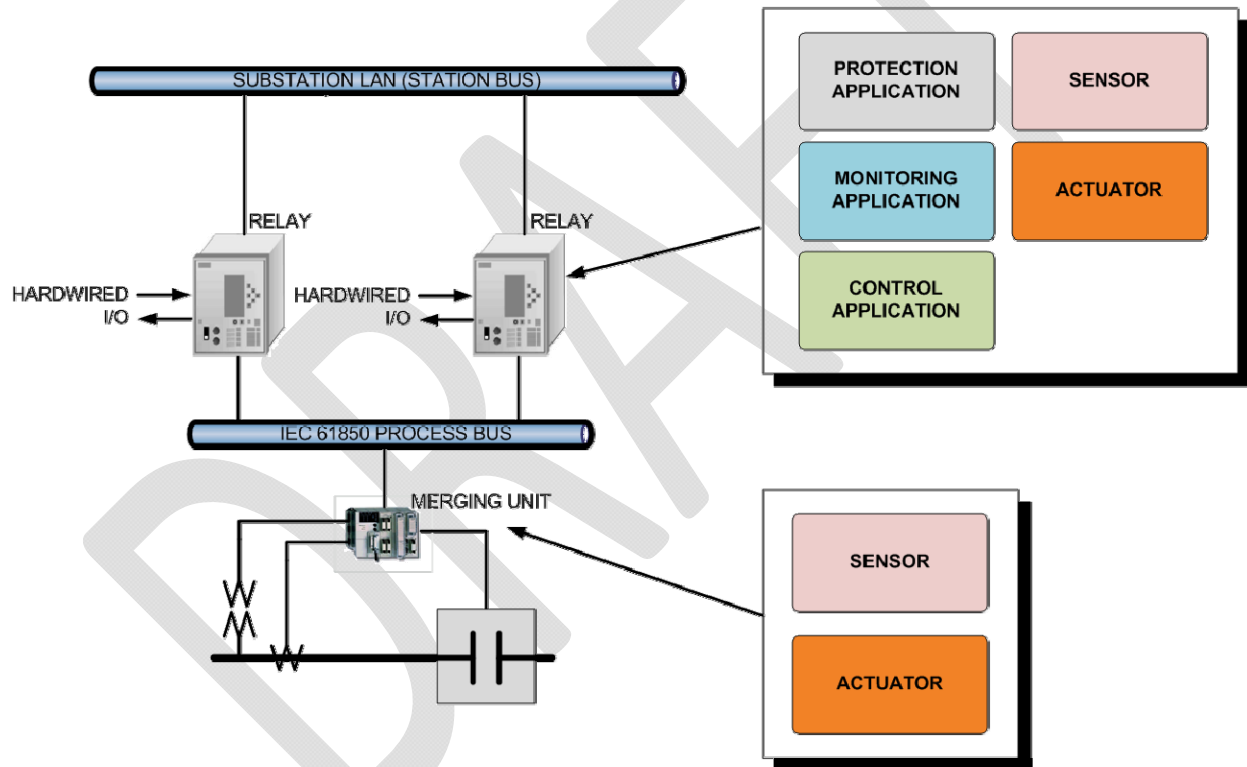 SUBSTATION LAN (STATION BUS)
RELAY
RELAY
HARDWIRED
I/O
HARDWIRED
I/O
IEC 61850 PROCESS BUS
MERGING UNIT
PROTECTION
APPLICATION
SENSOR
MONITORING
APPLICATION
ACTUATOR
CONTROL
APPLICATION
SENSOR
ACTUATOR
DRAFT